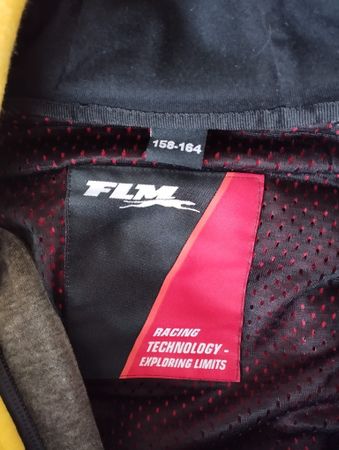 158-164
FLM
RACING
TECHNOLOGY -
EXPLORING LIMITS